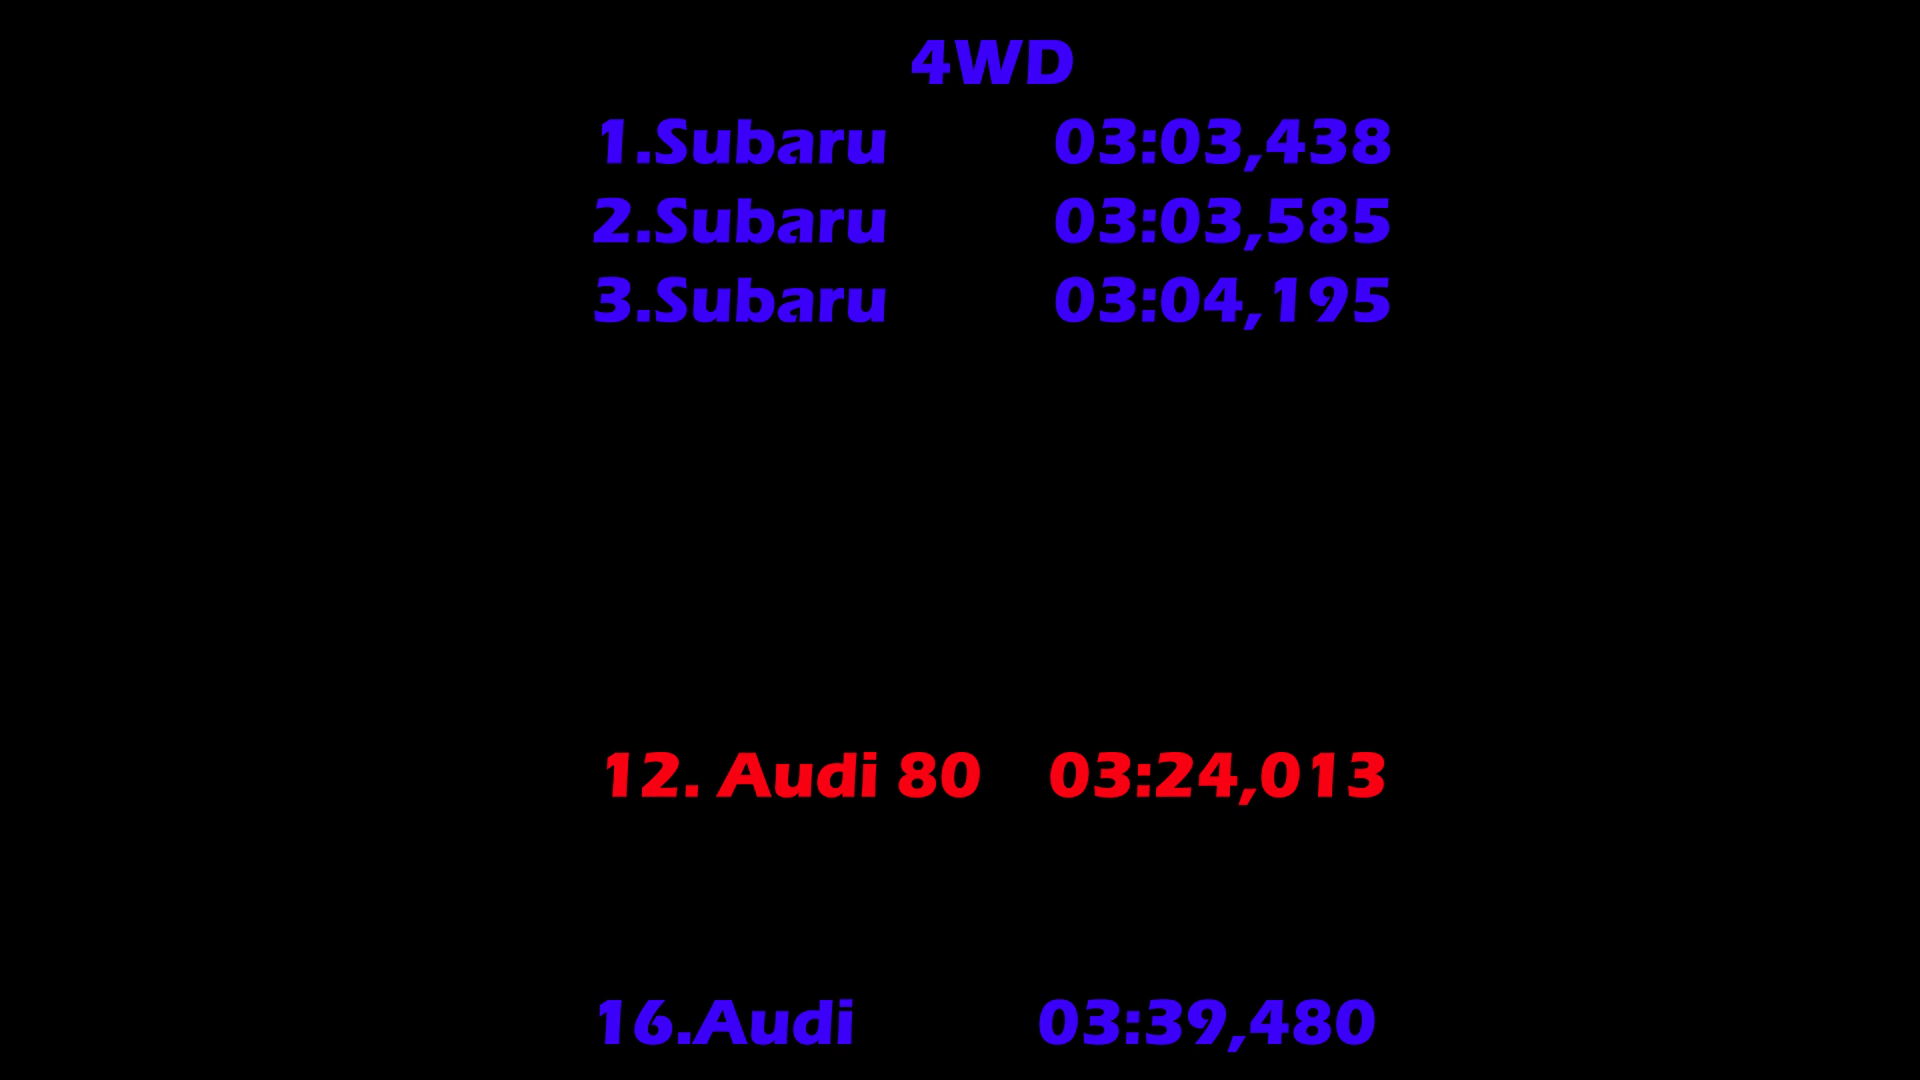 4WD
1.Subaru 03:03,438
2.Subaru 03:03,585
3.Subaru 03:04,195
12. Audi 80 03:24,013
16.Audi 03:39,480